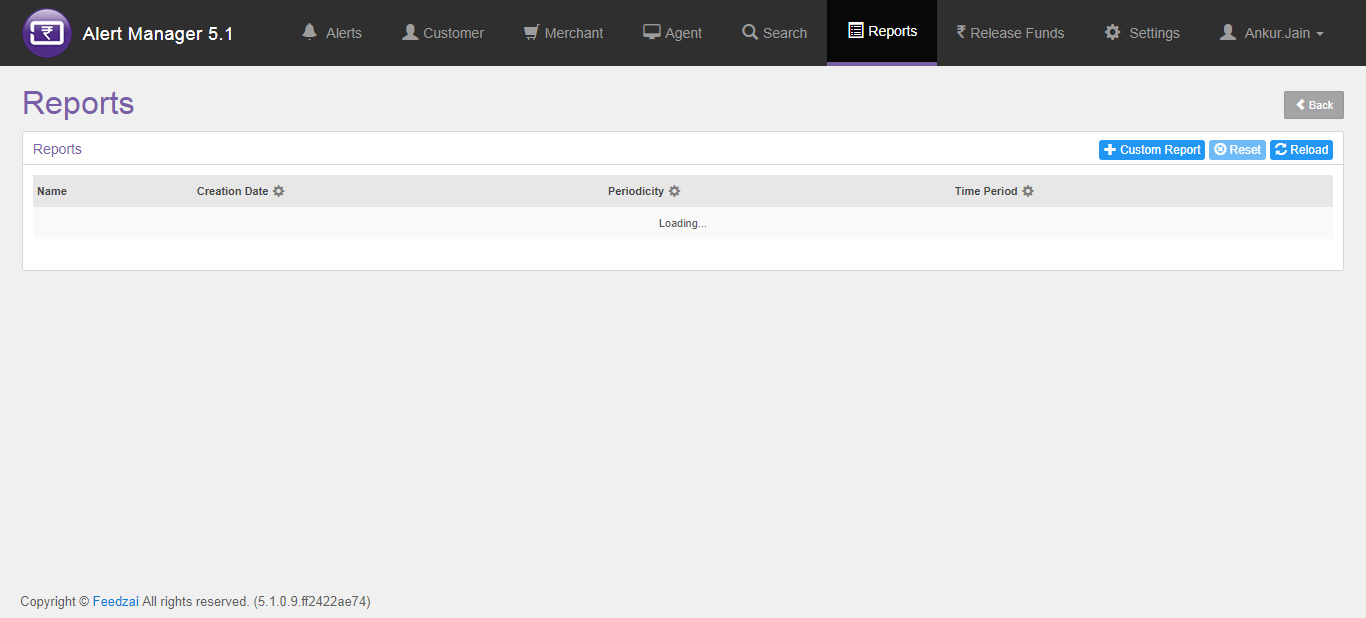 Alert Manager 5.1
Alerts
Customer
Merchant
Agent
Search
Reports
₹ Release Funds
Settings
Ankur.Jain
Reports
Back
Reports
Custom Report
Reset
Reload
Name
Creation Date
Periodicity
Time Period
Loading...
Copyright © Feedzai All rights reserved. (5.1.0.9.ff2422ae74)